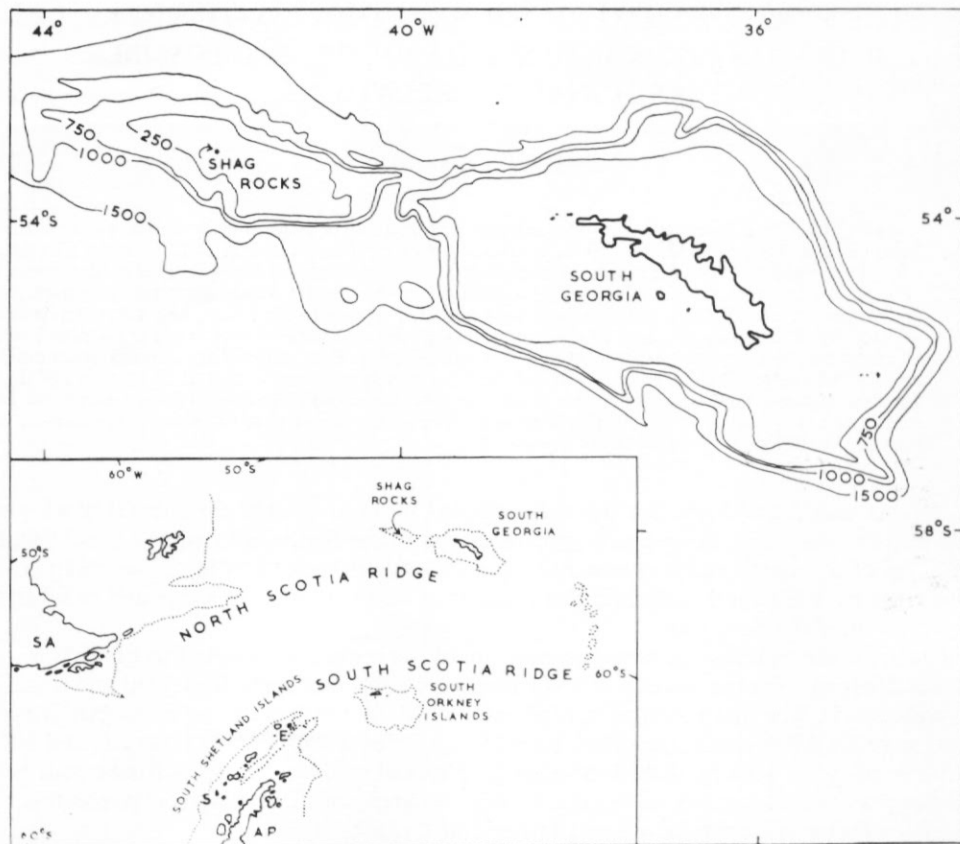 44°
40°W
36°
750
250
1000
SHAG
ROCKS
1500
54°S
54°
SOUTH
GEORGIA
750
1000
1500
58°S
60°W
50°S
SHAG
ROCKS
SOUTH
GEORGIA
50°S
NORTH SCOTIA RIDGE
SA
SOUTH SCOTIA RIDGE
60°S
SOUTH
ORKNEY
ISLANDS
SOUTH SHETLAND ISLANDS
E
S
AP
60°S